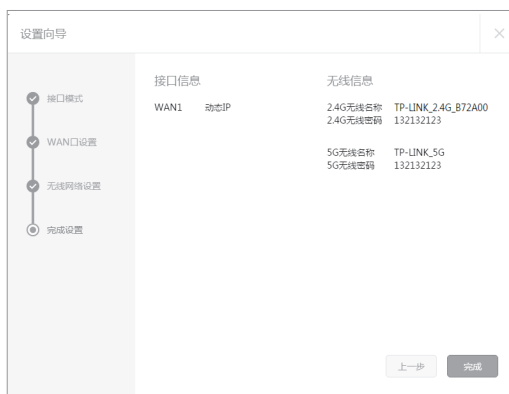 设置向导
接口模式
WAN口设置
无线网络设置
完成设置
接口信息
WAN1 动态IP
无线信息
2.4G无线名称 TP-LINK_2.4G_B72A00
2.4G无线密码 132132123
5G无线名称 TP-LINK_5G
5G无线密码 132132123
上一步 完成